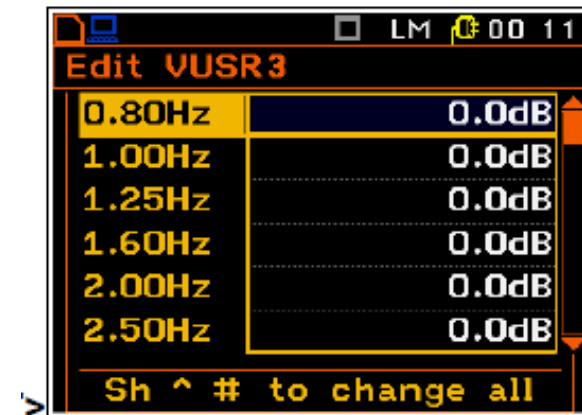 LM 00 11
Edit VUSR3
0.80Hz 0.0dB
1.00Hz 0.0dB
1.25Hz 0.0dB
1.60Hz 0.0dB
2.00Hz 0.0dB
2.50Hz 0.0dB
Sh ^ # to change all
>